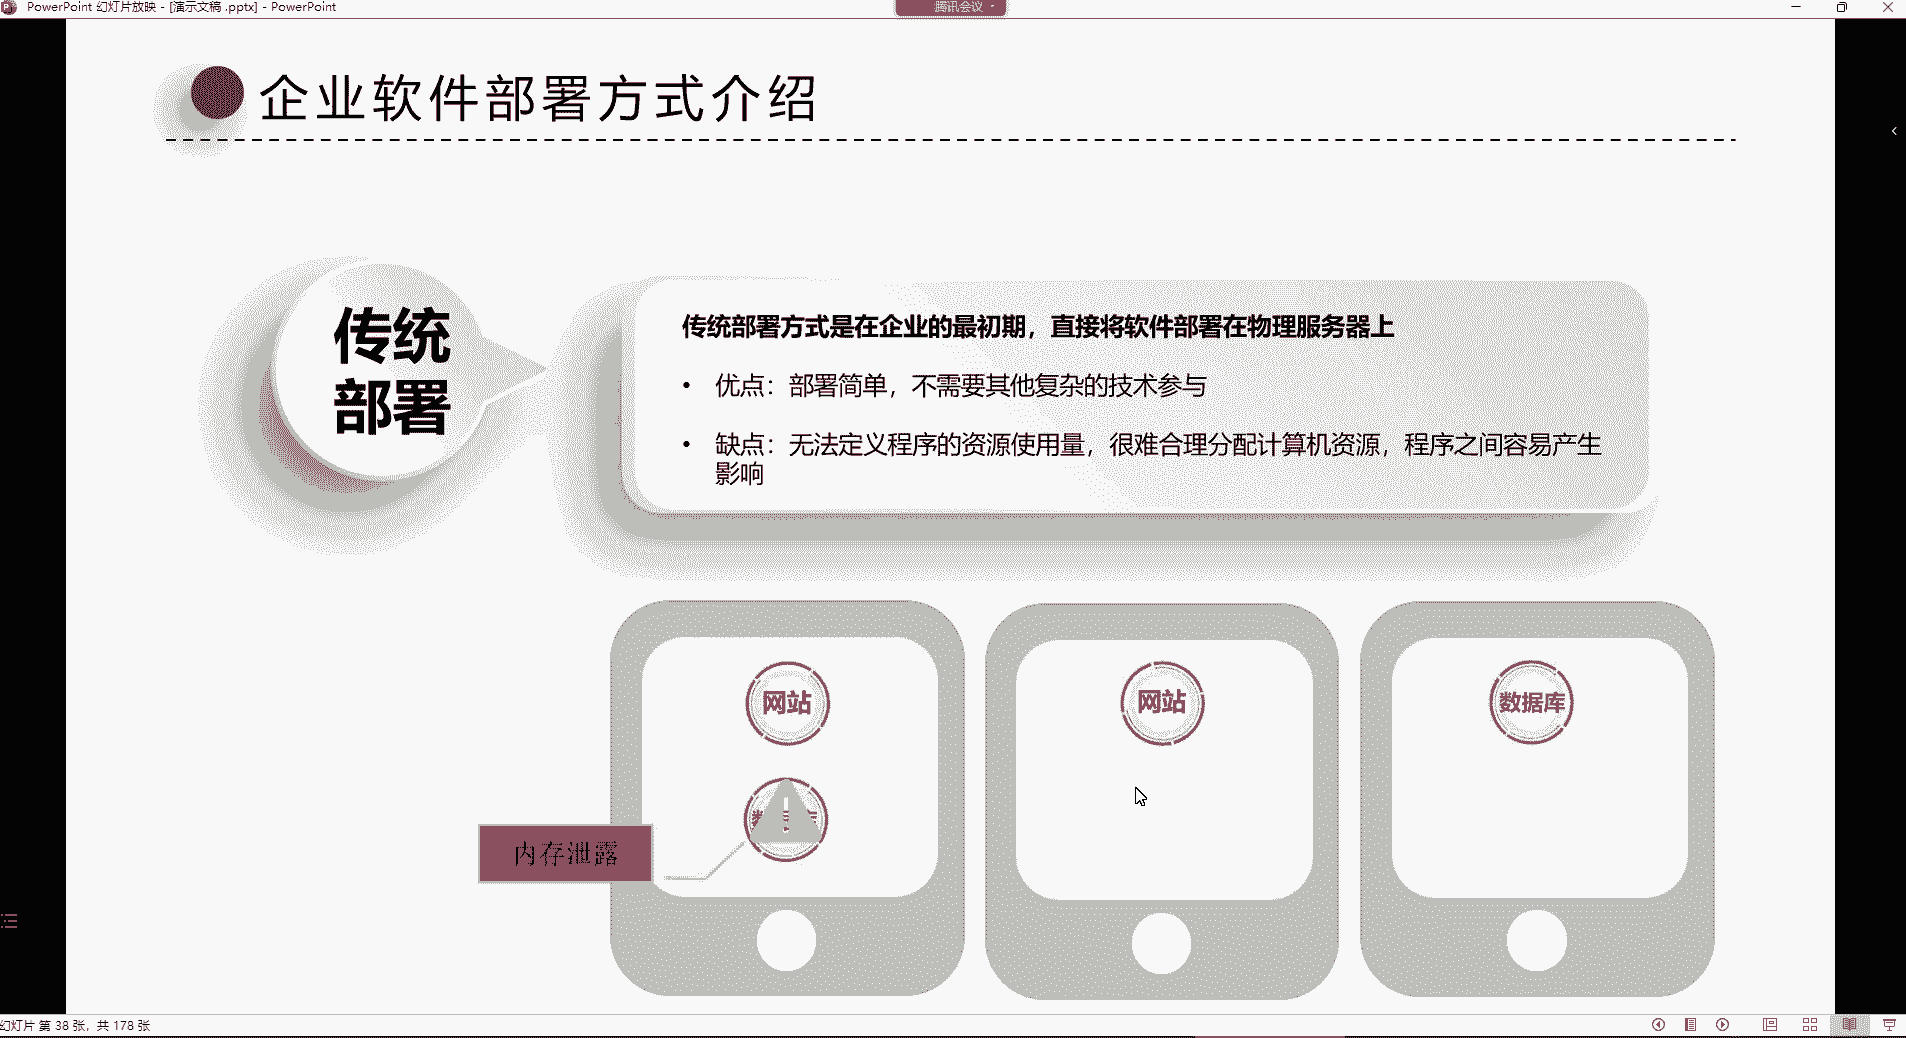 PowerPoint 幻灯片放映 - [演示文稿 .pptx] - PowerPoint
腾讯会议
企业软件部署方式介绍
传统
部署
传统部署方式是在企业的最初期，直接将软件部署在物理服务器上
• 优点：部署简单，不需要其他复杂的技术参与
• 缺点：无法定义程序的资源使用量，很难合理分配计算机资源，程序之间容易产生
影响
网站
网站
数据库
内存泄露
幻灯片 第 38 张，共 178 张